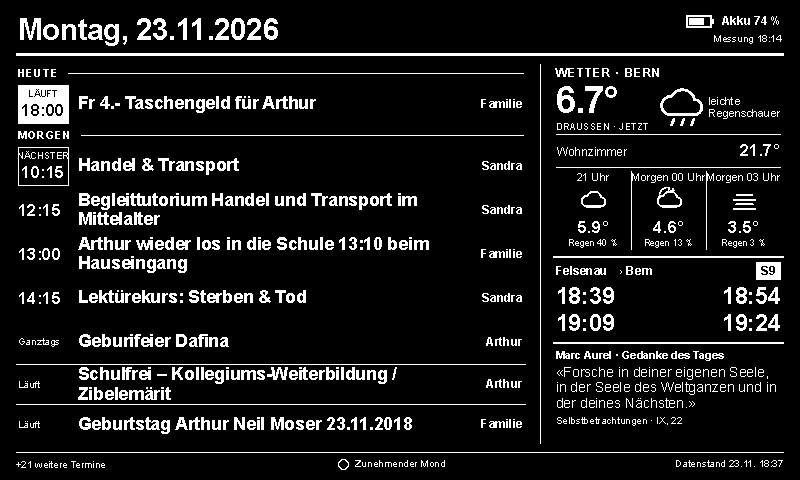 Montag, 23.11.2026
Akku 74 %
Messung 18:14
HEUTE
LÄUFT
18:00
Fr 4.- Taschengeld für Arthur
Familie
MORGEN
NÄCHSTER
10:15
Handel & Transport
Sandra
12:15
Begleittutorium Handel und Transport im
Mittelalter
Sandra
13:00
Arthur wieder los in die Schule 13:10 beim
Hauseingang
Familie
14:15
Lektürekurs: Sterben & Tod
Sandra
Ganztags
Geburifeier Dafina
Arthur
Läuft
Schulfrei – Kollegiums-Weiterbildung /
Zibelemärit
Arthur
Läuft
Geburtstag Arthur Neil Moser 23.11.2018
Familie
WETTER · BERN
6.7°
leichte
Regenschauer
DRAUSSEN · JETZT
Wohnzimmer
21.7°
21 Uhr
Morgen 00 Uhr
Morgen 03 Uhr
5.9°
4.6°
3.5°
Regen 40 %
Regen 13 %
Regen 3 %
Felsenau › Bern
S9
18:39
18:54
19:09
19:24
Marc Aurel · Gedanke des Tages
«Forsche in deiner eigenen Seele,
in der Seele des Weltganzen und in
der deines Nächsten.»
Selbstbetrachtungen · IX, 22
+21 weitere Termine
Zunehmender Mond
Datenstand 23.11. 18:37